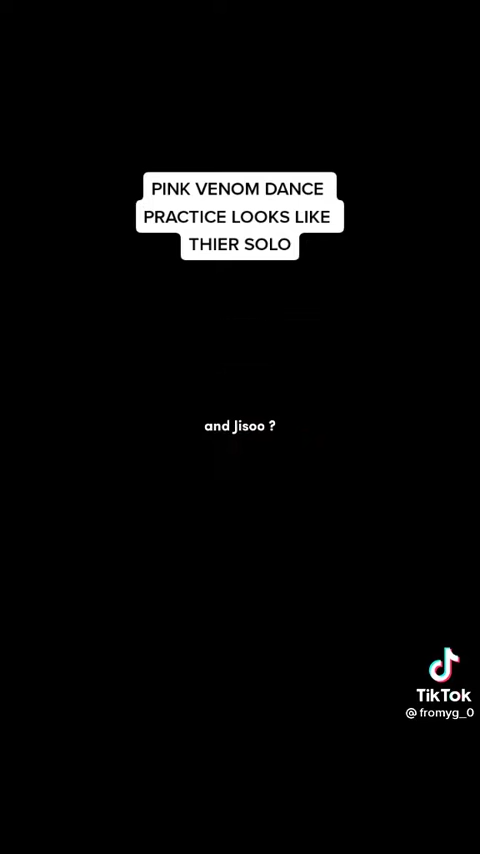 PINK VENOM DANCE
PRACTICE LOOKS LIKE
THIER SOLO
and Jisoo ?
TikTok
@ fromyg_0